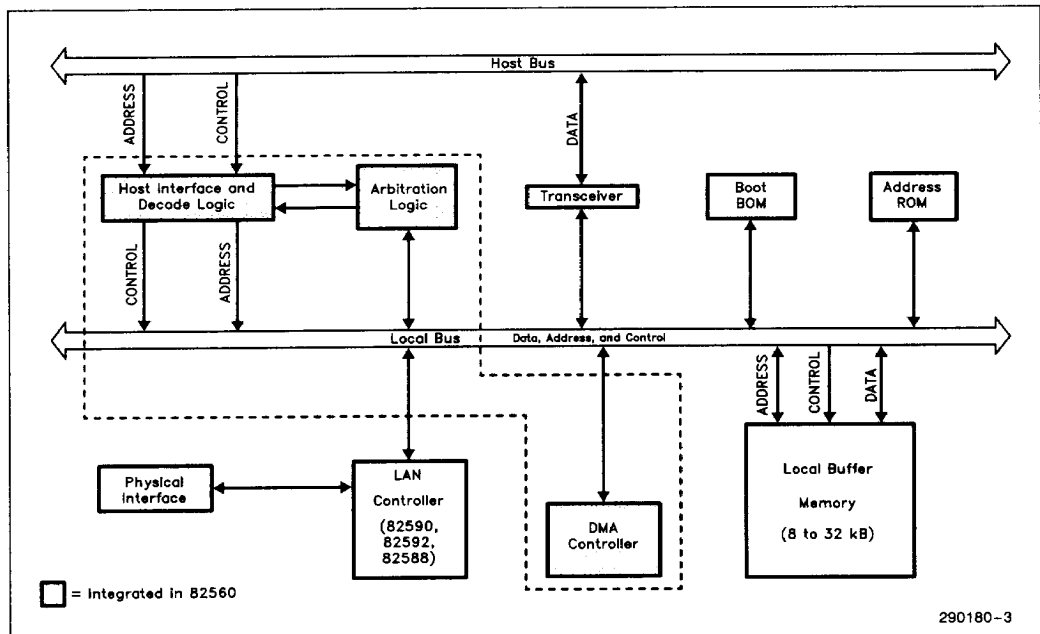 Host Bus
ADDRESS
CONTROL
DATA
Host Interface and
Decode Logic
Arbitration
Logic
Transceiver
Boot
BOM
Address
ROM
CONTROL
ADDRESS
Local Bus
Data, Address, and Control
ADDRESS
CONTROL
DATA
Physical
Interface
LAN
Controller
(82590,
82592,
82588)
DMA
Controller
Local Buffer
Memory
(8 to 32 kB)
= Integrated in 82560
290180-3